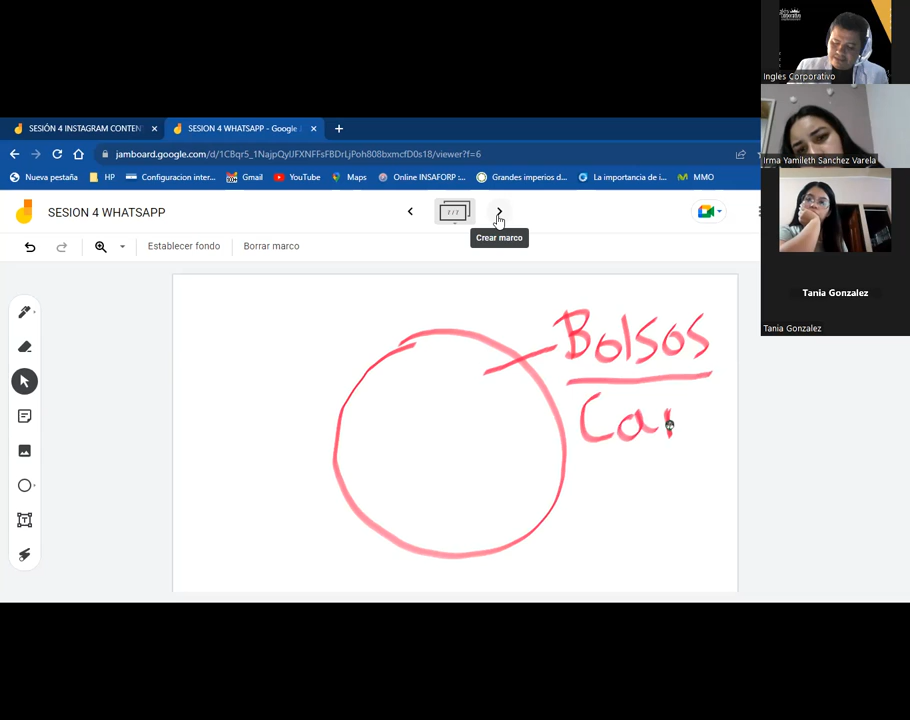 Ingles Corporativo
SESIÓN 4 INSTAGRAM CONTEN
SESION 4 WHATSAPP - Google
Irma Yamileth Sanchez Varela
jamboard.google.com/d/1CBqr5_1NajpQyUFXNFFsFBDrLjPoh808bxmcfD0s18/viewer?f=6
Nueva pestaña
HP
Configuracion inter...
Gmail
YouTube
Maps
Online INSAFORP :...
Grandes imperios d...
La importancia de i...
MMO
SESION 4 WHATSAPP
Crear marco
Establecer fondo
Borrar marco
Tania Gonzalez
Tania Gonzalez
Bolsos
Car